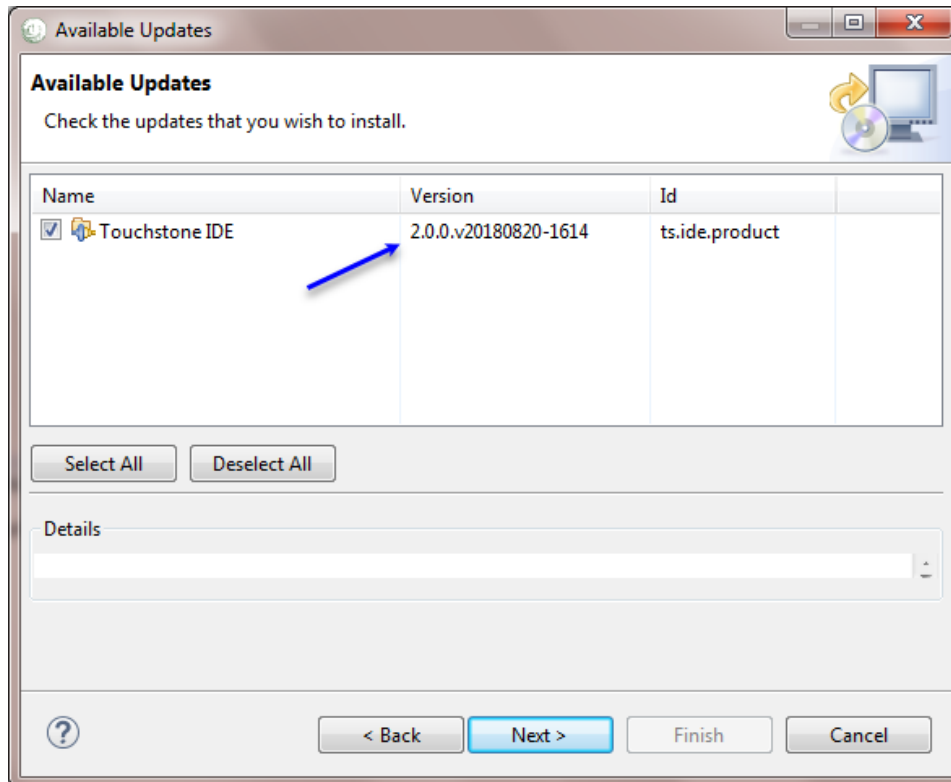 Available Updates
Available Updates
Check the updates that you wish to install.
Name Version Id
Touchstone IDE 2.0.0.v20180820-1614 ts.ide.product
Select All Deselect All
Details
?
< Back Next > Finish Cancel